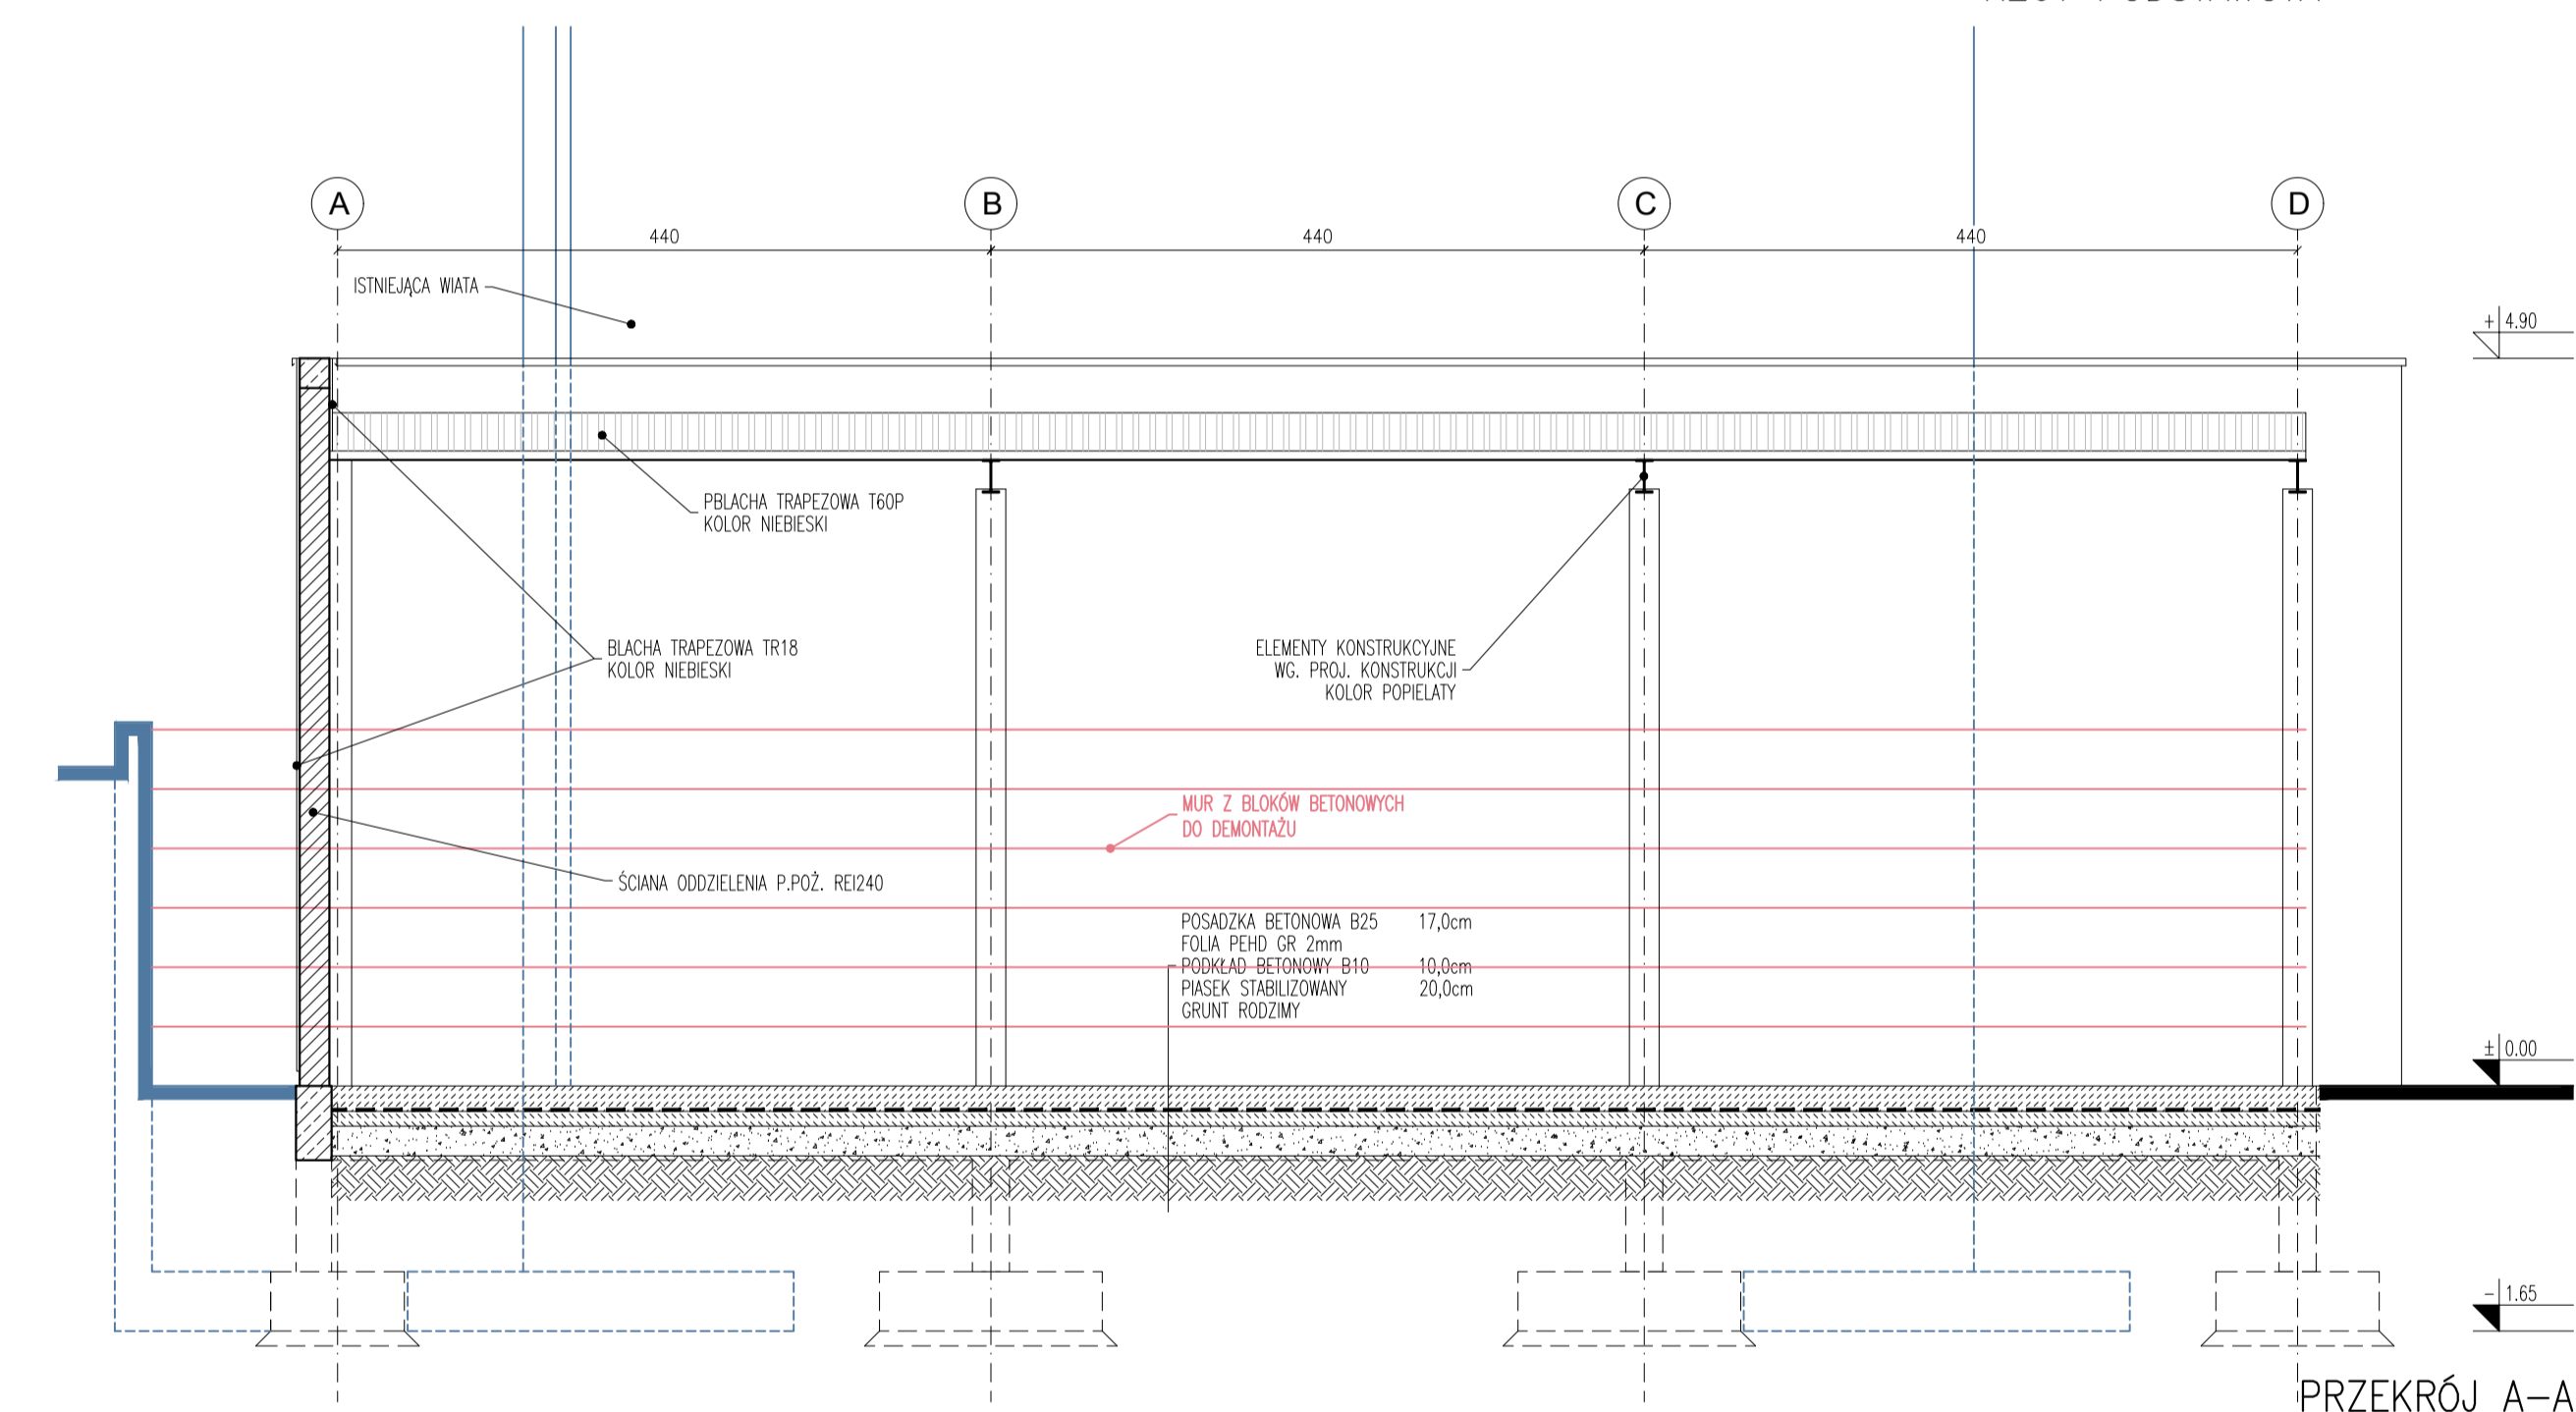 A
B
C
D
440
440
440
ISTNIEJĄCA WIATA
+ 4.90
PBLACHA TRAPEZOWA T60P
KOLOR NIEBIESKI
BLACHA TRAPEZOWA TR18
KOLOR NIEBIESKI
ELEMENTY KONSTRUKCYJNE
WG. PROJ. KONSTRUKCJI
KOLOR POPIELATY
MUR Z BLOKÓW BETONOWYCH
DO DEMONTAŻU
ŚCIANA ODDZIELENIA P.POŻ. REI240
POSADZKA BETONOWA B25 17,0cm
FOLIA PEHD GR 2mm
PODKŁAD BETONOWY B10 10,0cm
PIASEK STABILIZOWANY 20,0cm
GRUNT RODZIMY
± 0.00
− 1.65
PRZEKRÓJ A−A